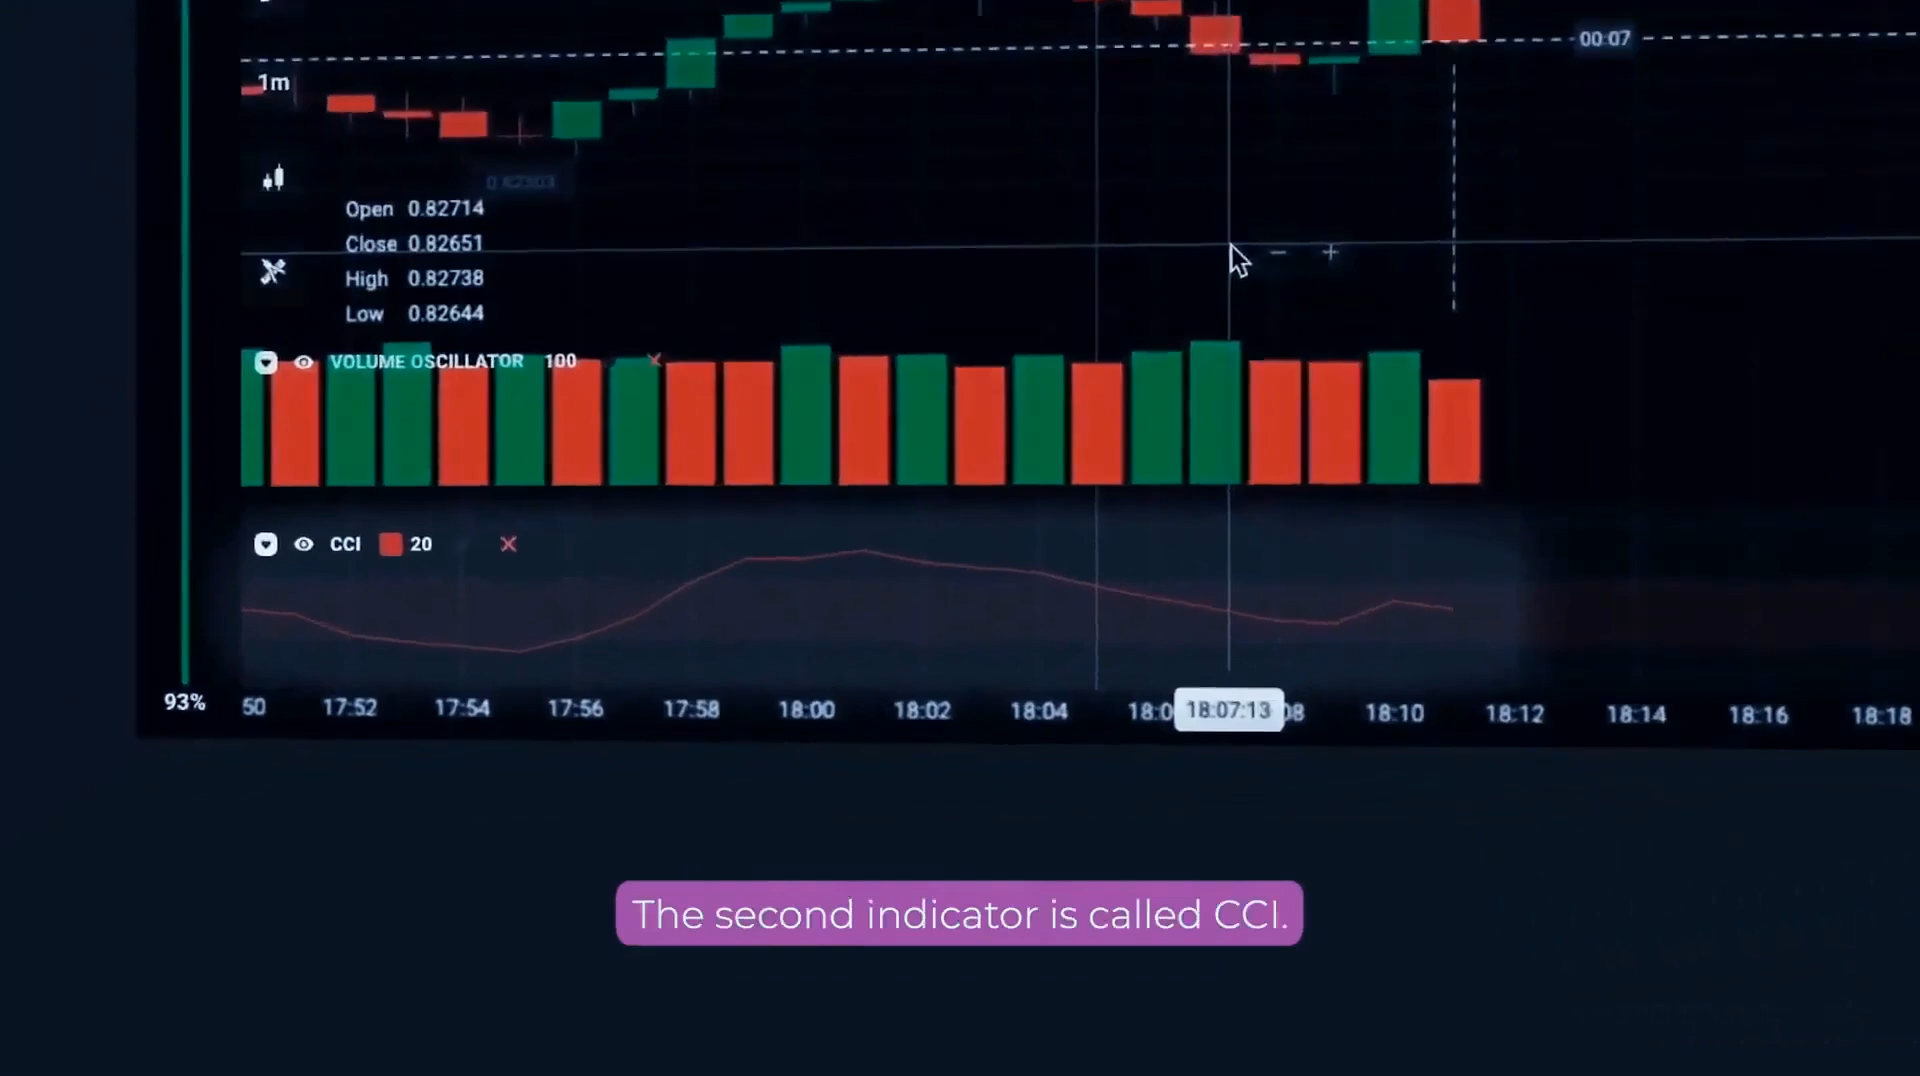 00:07
1m
0.82503
Open 0.82714
Close 0.82651
High 0.82738
Low 0.82644
VOLUME OSCILLATOR 100
CCI 20
93%
50 17:52 17:54 17:56 17:58 18:00 18:02 18:04 18:0 18:07:13 08 18:10 18:12 18:14 18:16 18:18
The second indicator is called CCI.